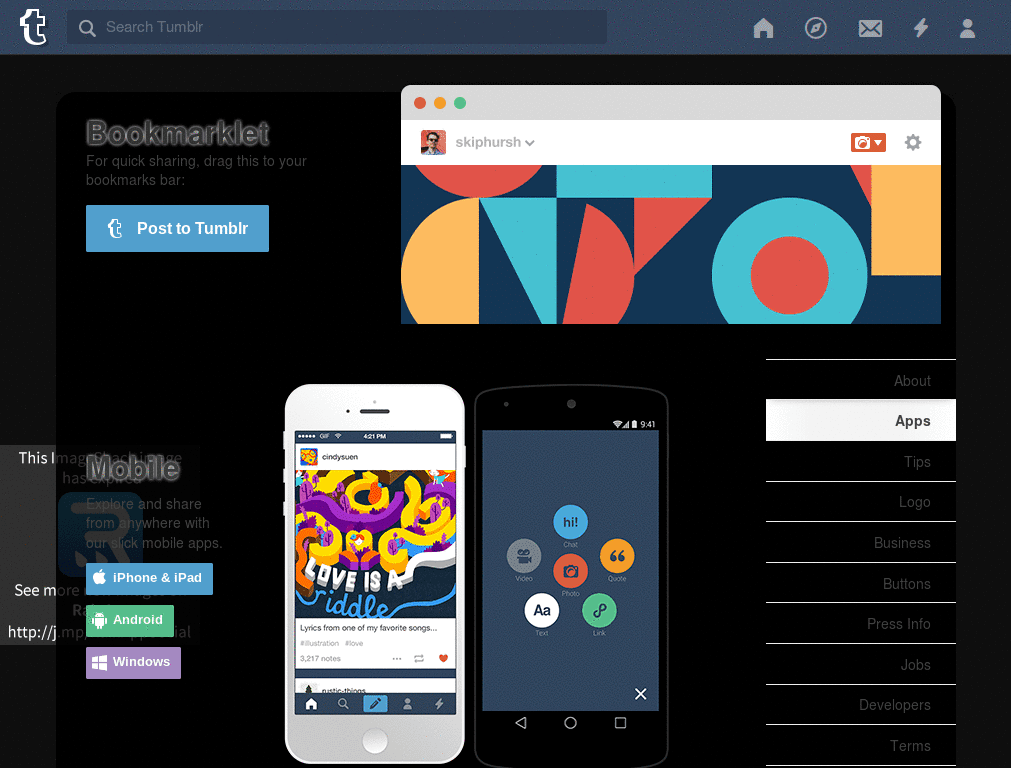 Search Tumblr
Bookmarklet
For quick sharing, drag this to your
bookmarks bar:
Post to Tumblr
skiphursh
About
Apps
Tips
Logo
Business
Buttons
Press Info
Jobs
Developers
Terms
This Image
has expired
See more
http://j.mp
Mobile
Explore and share
from anywhere with
our slick mobile apps.
iPhone & iPad
Android
Windows
GIF
4:21 PM
cindysuen
LOVE IS A
riddle
Lyrics from one of my favorite songs...
#illustration #love
3,217 notes
rustic-things
9:41
hi!
Chat
Video
Quote
Photo
Aa
Text
Link